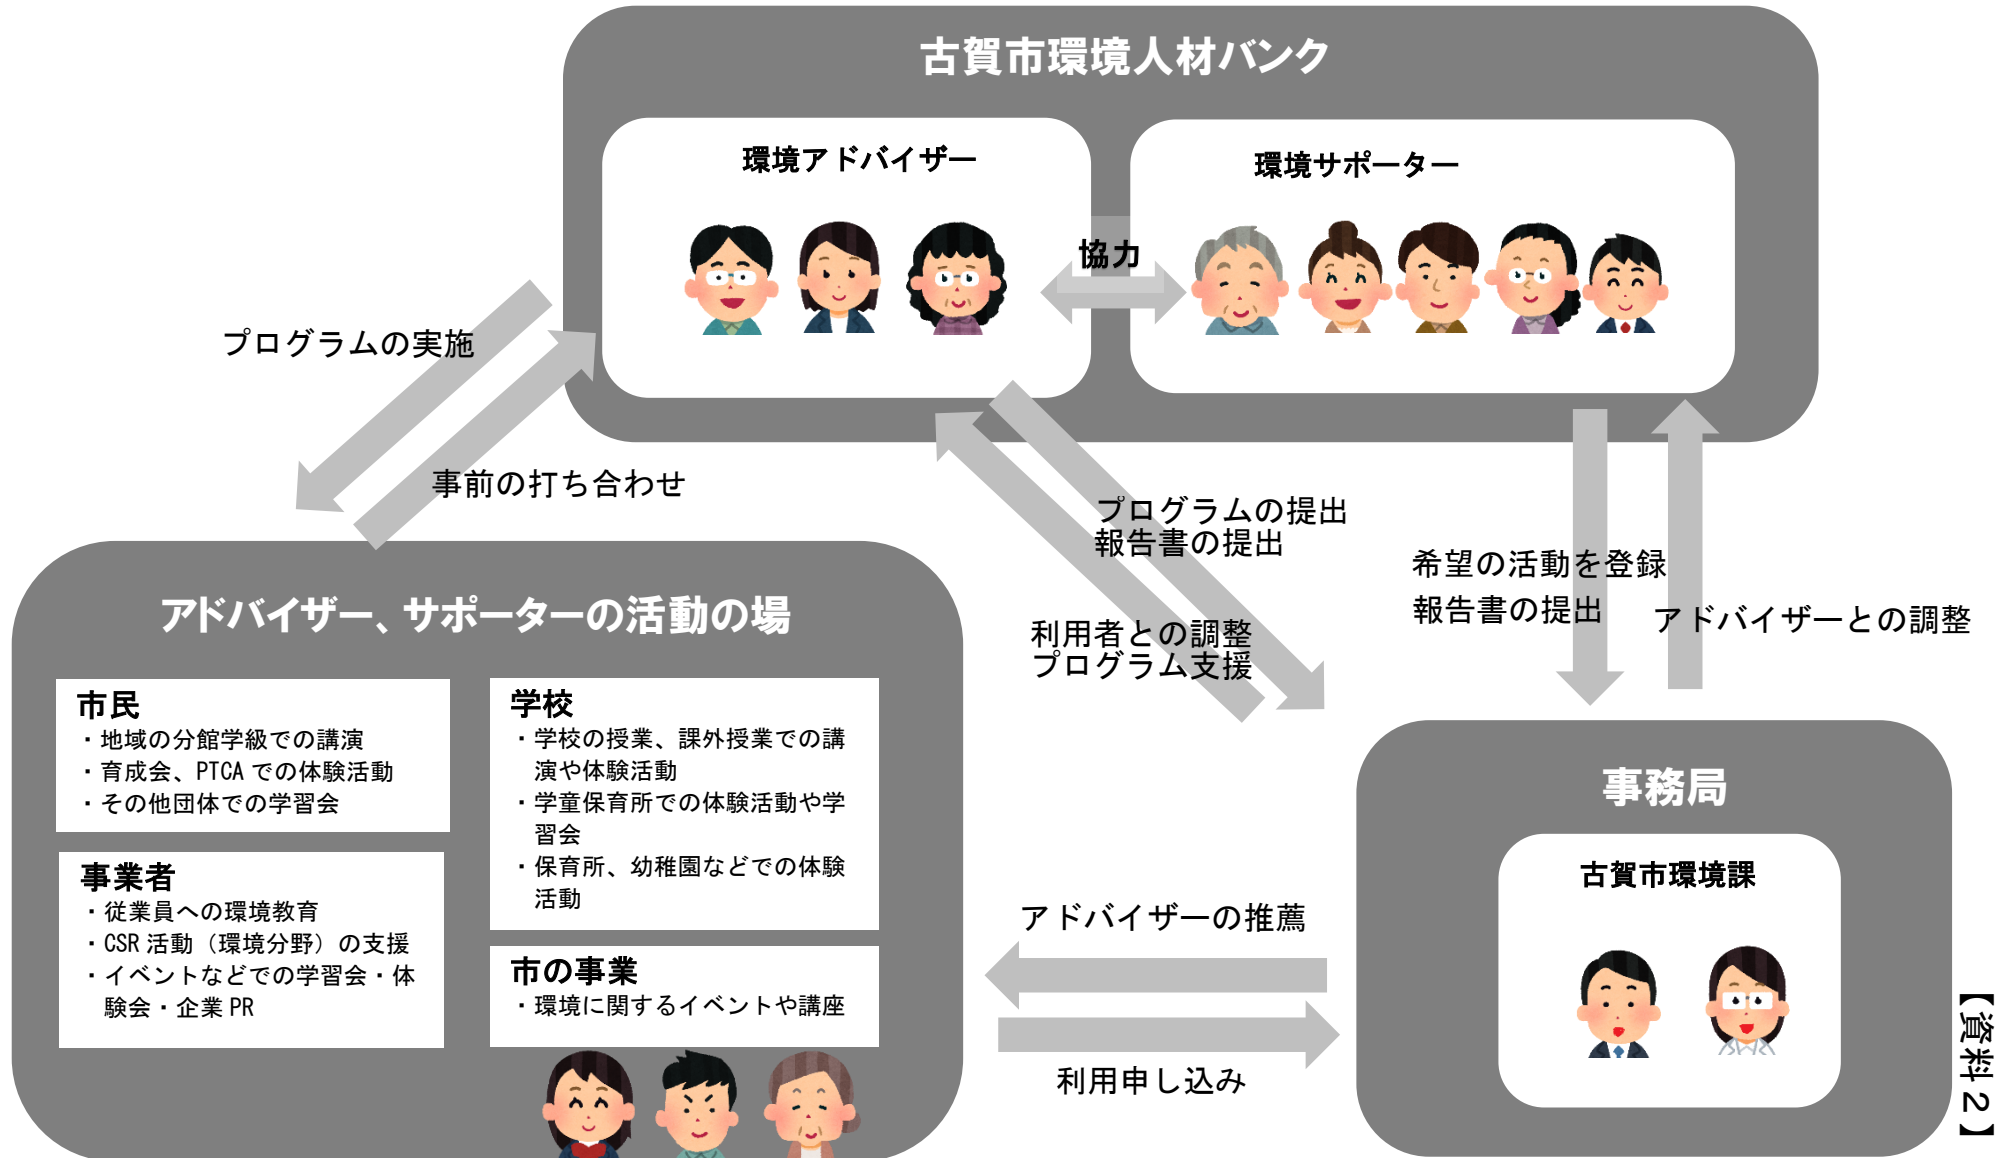 古賀市環境人材バンク
環境アドバイザー
環境サポーター
協力
プログラムの実施
事前の打ち合わせ
プログラムの提出
報告書の提出
利用者との調整
プログラム支援
希望の活動を登録
報告書の提出
アドバイザーとの調整
アドバイザー、サポーターの活動の場
市民
・地域の分館学級での講演
・育成会、PTCAでの体験活動
・その他団体での学習会
事業者
・従業員への環境教育
・CSR活動（環境分野）の支援
・イベントなどでの学習会・体
験会・企業PR
学校
・学校の授業、課外授業での講
演や体験活動
・学童保育所での体験活動や学
習会
・保育所、幼稚園などでの体験
活動
市の事業
・環境に関するイベントや講座
アドバイザーの推薦
利用申し込み
事務局
古賀市環境課
【資料２】